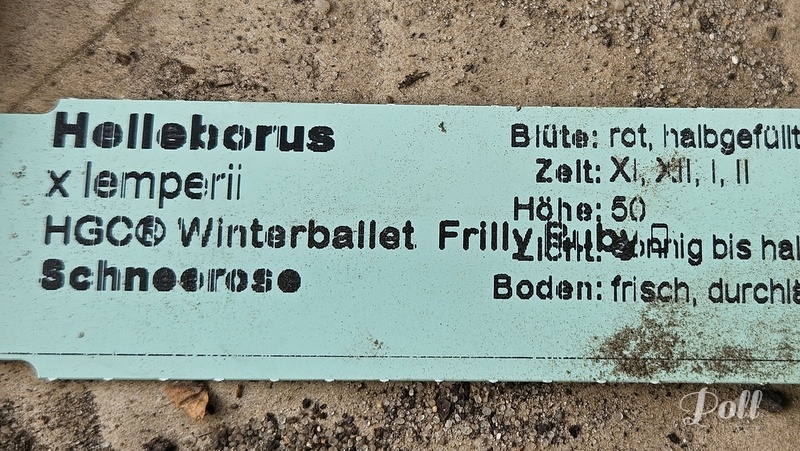 Helleborus
x lemperii
HGC® Winterballet Frilly Ruby
Schneerose
Blüte: rot, halbgefüllt
Zeit: XI, XII, I, II
Höhe: 50
Licht: sonnig bis hal
Boden: frisch, durchlä
Poll